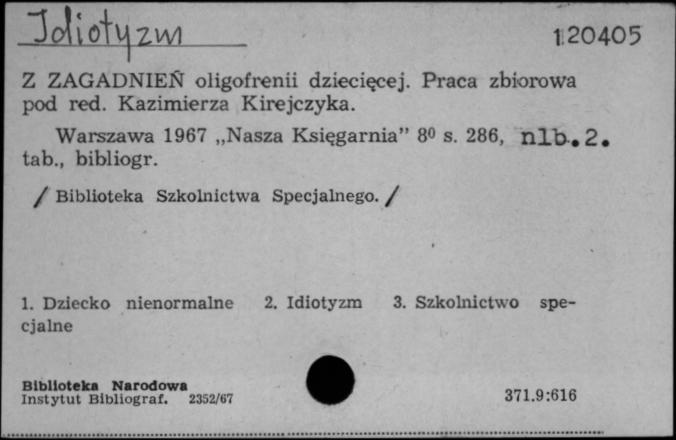 Idiotyzm
120405
Z ZAGADNIEŃ oligofrenii dziecięcej. Praca zbiorowa
pod red. Kazimierza Kirejczyka.
Warszawa 1967 „Nasza Księgarnia” 8⁰ s. 286, nlb. 2.
tab., bibliogr.
/ Biblioteka Szkolnictwa Specjalnego. /
1. Dziecko nienormalne 2. Idiotyzm 3. Szkolnictwo spe-
cjalne
Biblioteka Narodowa
Instytut Bibliograf. 2352/67
371.9:616